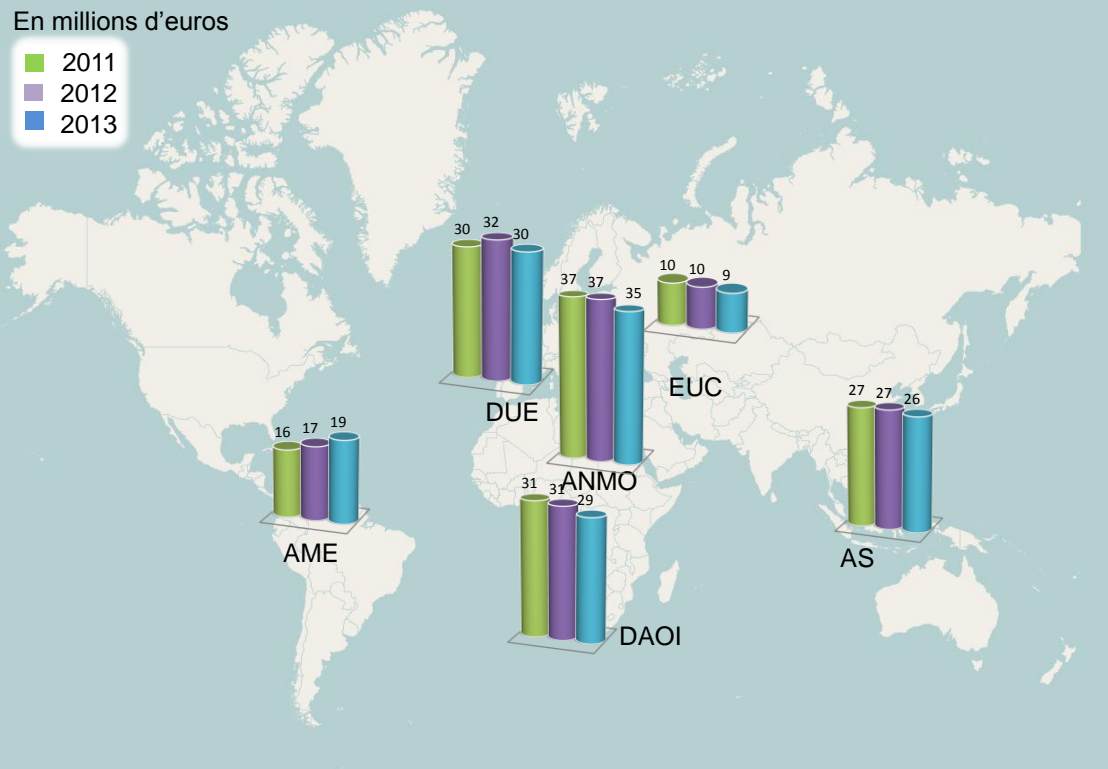 En millions d’euros
2011
2012
2013
30 32 30
37 37 35
10 10 9
EUC
DUE
27 27 26
16 17 19
ANMO
31 31 29
AME
AS
DAOI